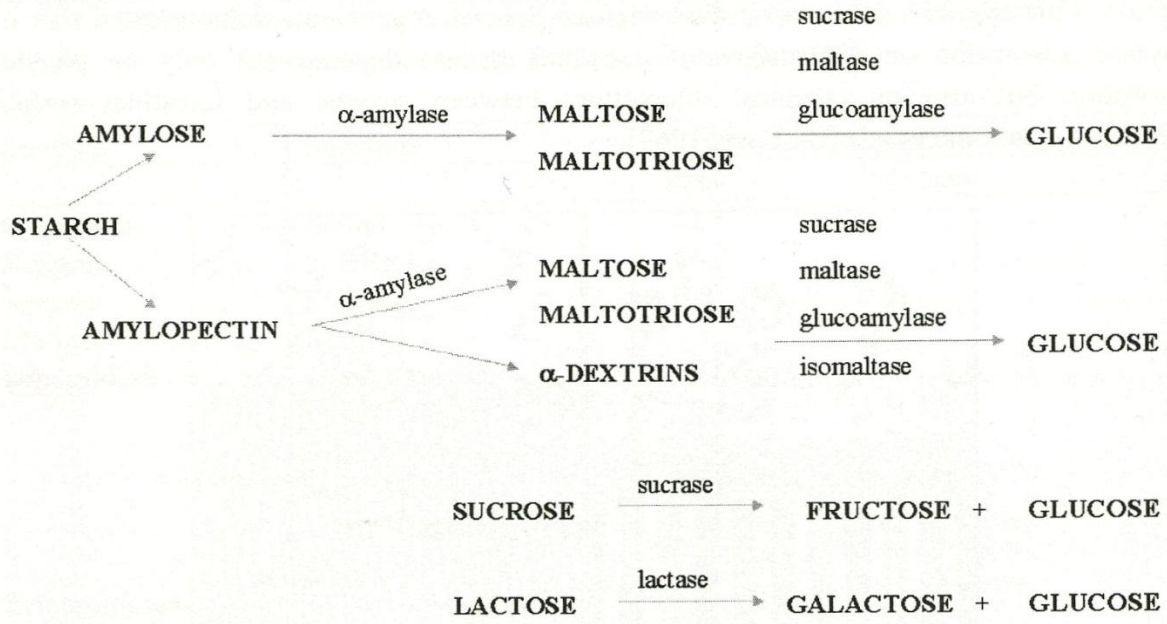 sucrase
maltase
AMYLOSE α-amylase MALTOSE glucoamylase GLUCOSE
MALTOTRIOSE
STARCH
sucrase
α-amylase MALTOSE maltase
AMYLOPECTIN MALTOTRIOSE glucoamylase GLUCOSE
α-DEXTRINS isomaltase
SUCROSE sucrase FRUCTOSE + GLUCOSE
LACTOSE lactase GALACTOSE + GLUCOSE